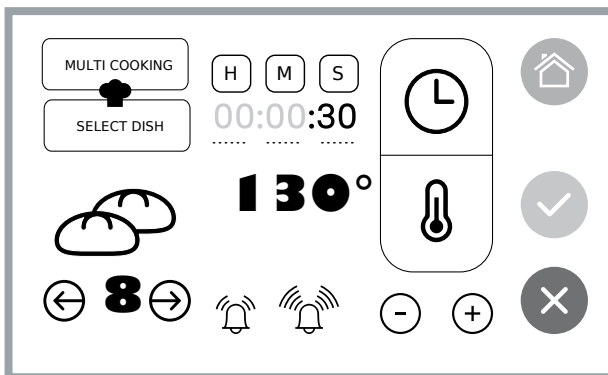 MULTI COOKING
SELECT DISH
H M S
00:00:30
130°
8
- +